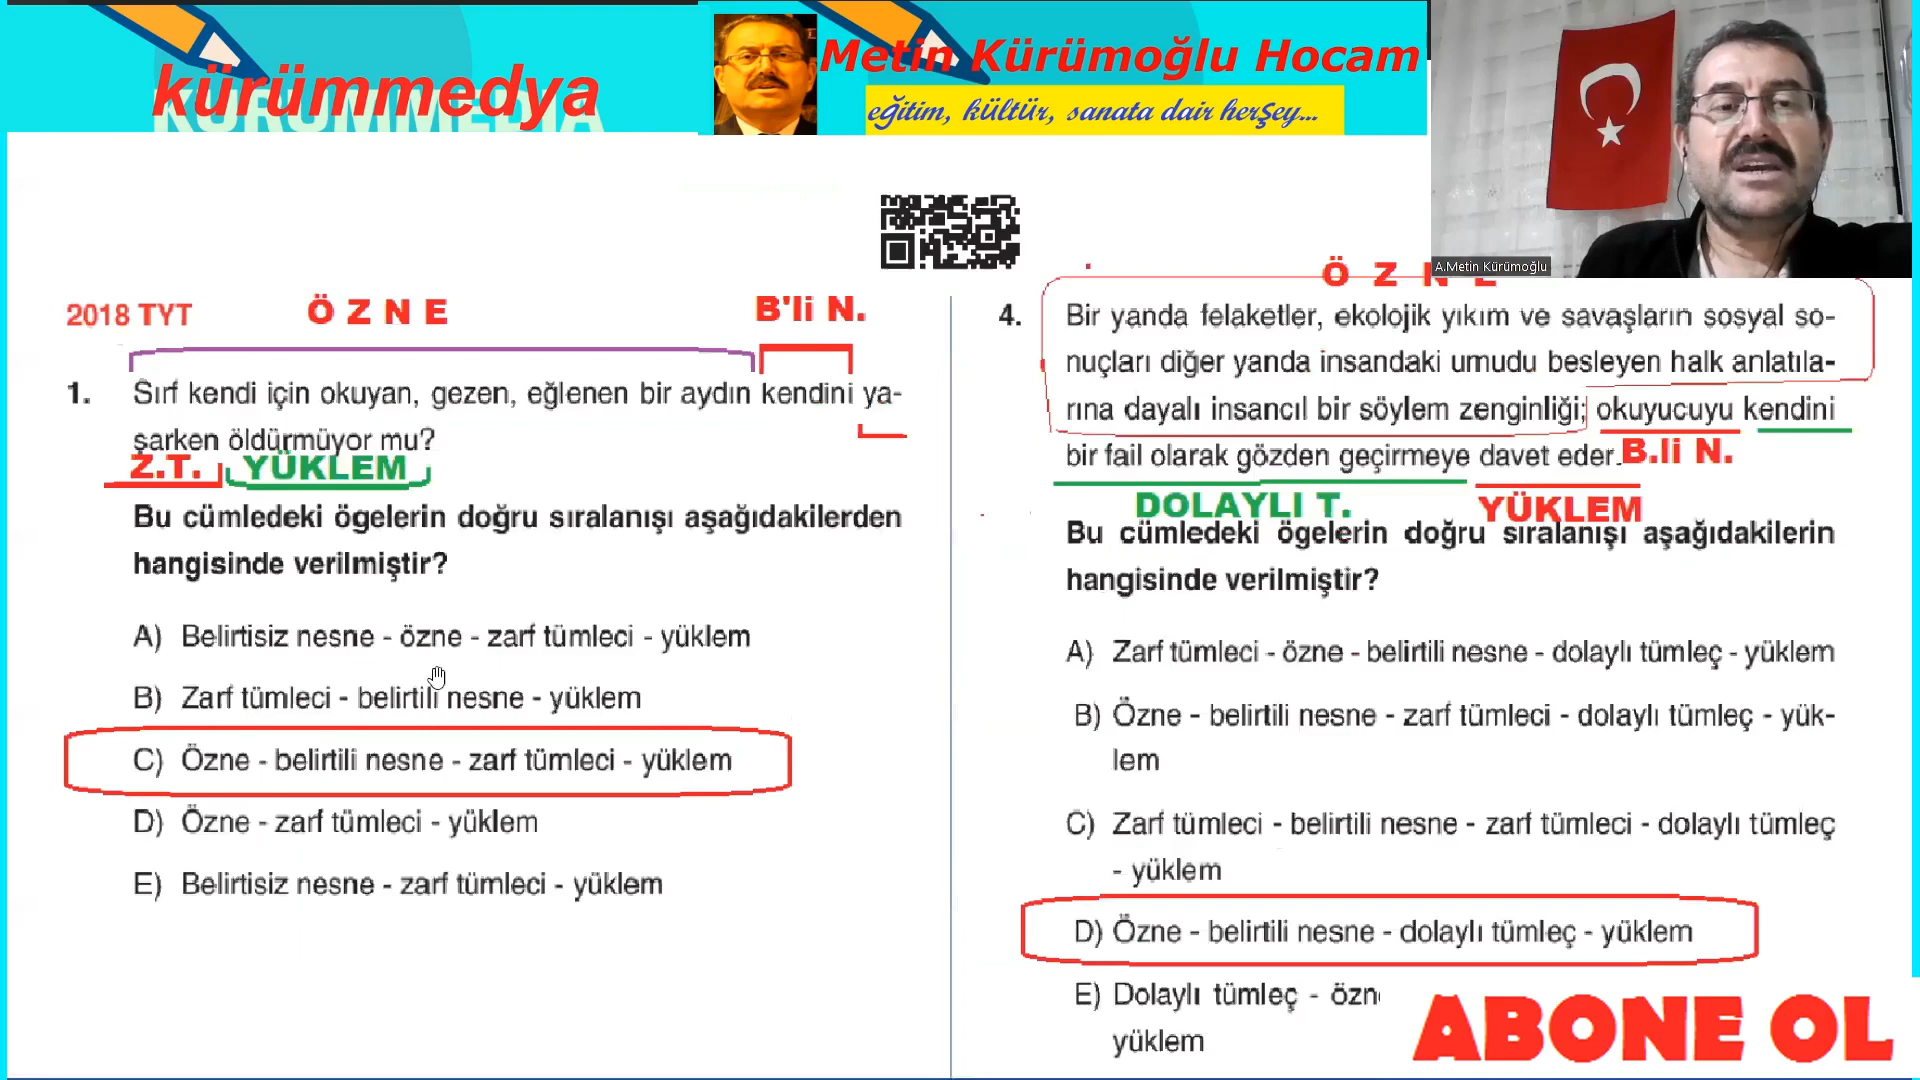 kürümmedya
KÜRÜMMEDYA
Metin Kürümoğlu Hocam
eğitim, kültür, sanata dair herşey...
A.Metin Kürümoğlu
2018 TYT
Ö Z N E
B'li N.
1. Sırf kendi için okuyan, gezen, eğlenen bir aydın kendini ya-
şarken öldürmüyor mu?
Z.T. YÜKLEM
Bu cümledeki ögelerin doğru sıralanışı aşağıdakilerden
hangisinde verilmiştir?
A) Belirtisiz nesne - özne - zarf tümleci - yüklem
B) Zarf tümleci - belirtili nesne - yüklem
C) Özne - belirtili nesne - zarf tümleci - yüklem
D) Özne - zarf tümleci - yüklem
E) Belirtisiz nesne - zarf tümleci - yüklem
Ö Z N E
4. Bir yanda felaketler, ekolojik yıkım ve savaşların sosyal so-
nuçları diğer yanda insandaki umudu besleyen halk anlatıla-
rına dayalı insancıl bir söylem zenginliği; okuyucuyu kendini
bir fail olarak gözden geçirmeye davet eder. B.li N.
DOLAYLI T. YÜKLEM
Bu cümledeki ögelerin doğru sıralanışı aşağıdakilerin
hangisinde verilmiştir?
A) Zarf tümleci - özne - belirtili nesne - dolaylı tümleç - yüklem
B) Özne - belirtili nesne - zarf tümleci - dolaylı tümleç - yük-
lem
C) Zarf tümleci - belirtili nesne - zarf tümleci - dolaylı tümleç
- yüklem
D) Özne - belirtili nesne - dolaylı tümleç - yüklem
E) Dolaylı tümleç - özn
yüklem
ABONE OL